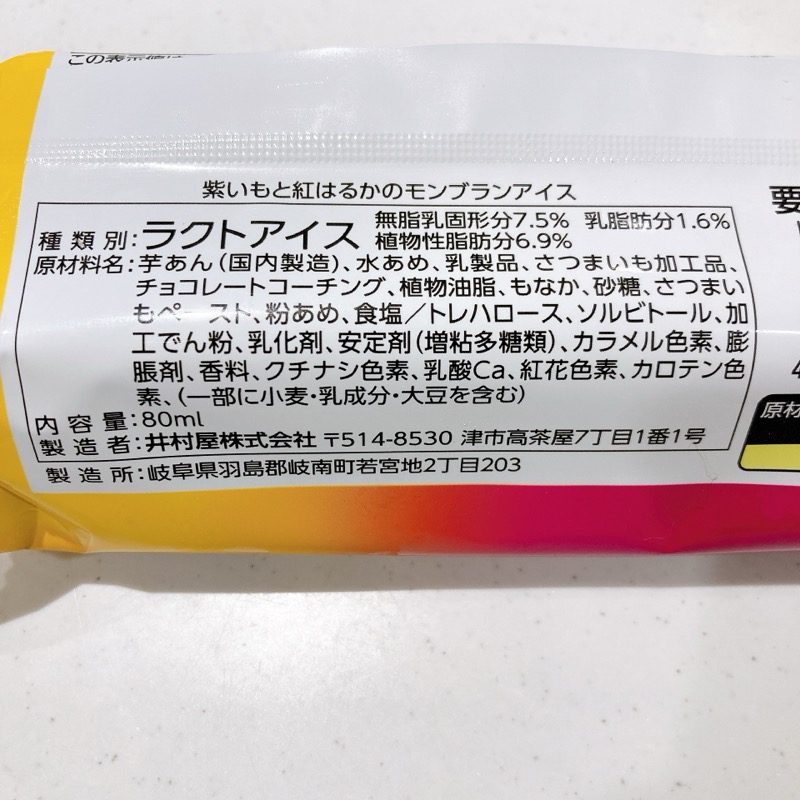 この表示値は
紫いもと紅はるかのモンブランアイス
種類別:ラクトアイス 無脂乳固形分7.5% 乳脂肪分1.6%
植物性脂肪分6.9%
原材料名:芋あん(国内製造)、水あめ、乳製品、さつまいも加工品、
チョコレートコーチング、植物油脂、もなか、砂糖、さつまい
もペースト、粉あめ、食塩/トレハロース、ソルビトール、加
工でん粉、乳化剤、安定剤(増粘多糖類)、カラメル色素、膨
脹剤、香料、クチナシ色素、乳酸Ca、紅花色素、カロテン色
素、(一部に小麦・乳成分・大豆を含む)
内容量:80ml
製造者:井村屋株式会社 〒514-8530 津市高茶屋7丁目1番1号
製造所:岐阜県羽島郡岐南町若宮地2丁目203
要
原材